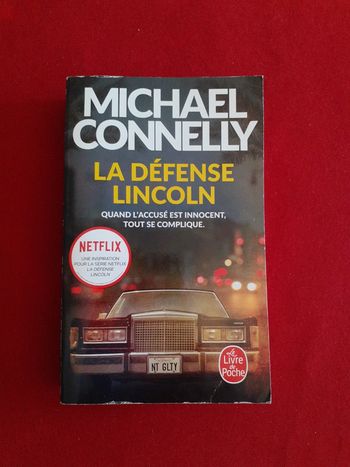 MICHAEL
CONNELLY
LA DÉFENSE
LINCOLN
QUAND L'ACCUSÉ EST INNOCENT,
TOUT SE COMPLIQUE.
NETFLIX
UNE INSPIRATION
POUR LA SÉRIE NETFLIX
LA DÉFENSE
LINCOLN
NT GLTY
Le
Livre
de
Poche